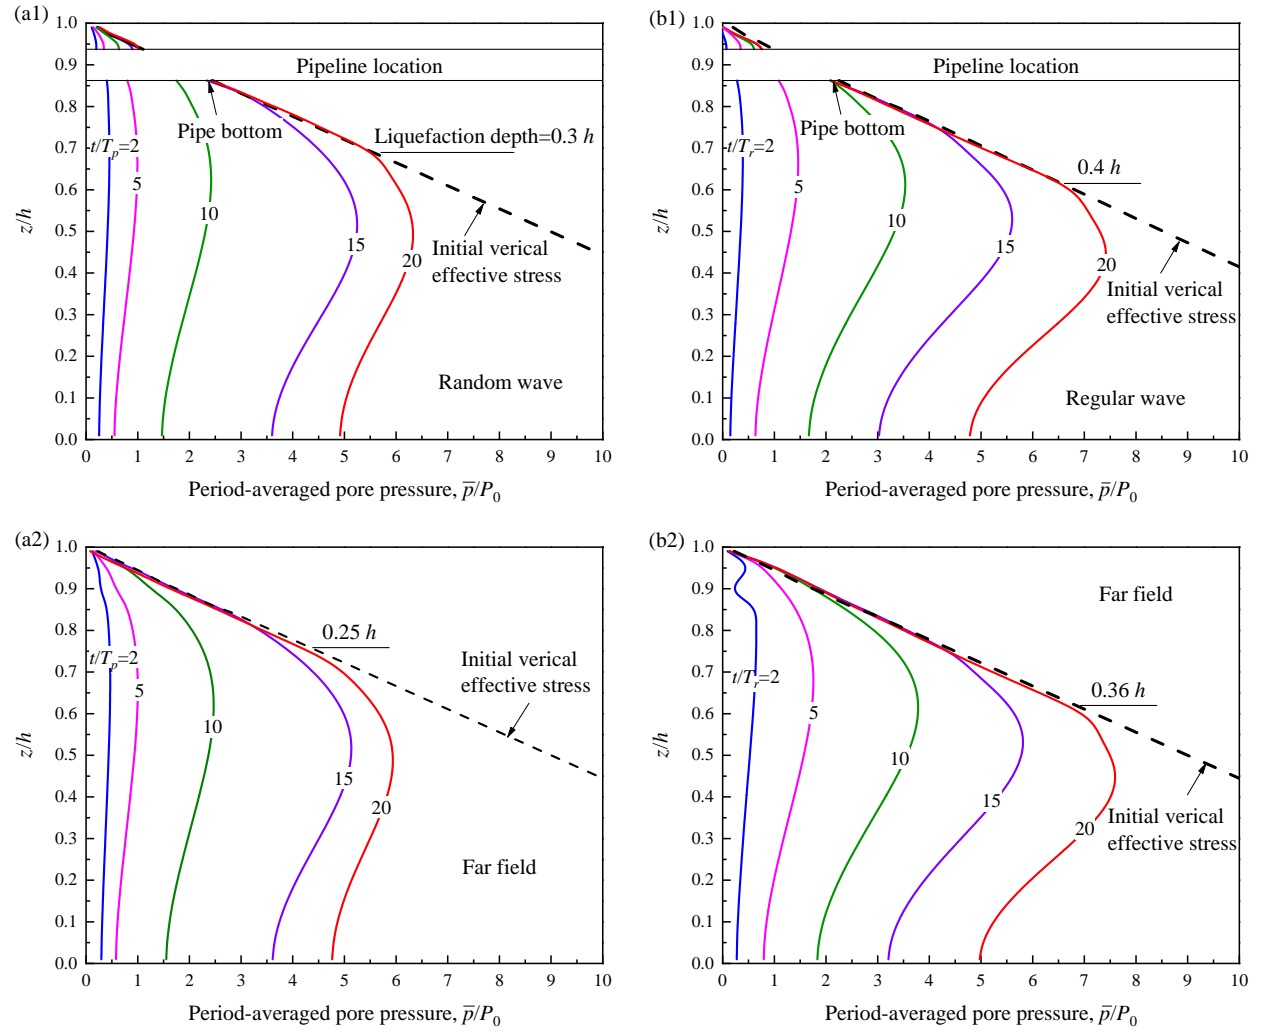 (a1)
1.0
0.9
0.8
0.7
0.6
0.5
0.4
0.3
0.2
0.1
0.0
z/h
Pipeline location
Pipe bottom
t/Tp=2
5
10
15
20
Liquefaction depth=0.3 h
Initial verical
effective stress
Random wave
0 1 2 3 4 5 6 7 8 9 10
Period-averaged pore pressure, p̅/P0
(b1)
1.0
0.9
0.8
0.7
0.6
0.5
0.4
0.3
0.2
0.1
0.0
z/h
Pipeline location
Pipe bottom
t/Tr=2
5
10
15
20
0.4 h
Initial verical
effective stress
Regular wave
0 1 2 3 4 5 6 7 8 9 10
Period-averaged pore pressure, p̅/P0
(a2)
1.0
0.9
0.8
0.7
0.6
0.5
0.4
0.3
0.2
0.1
0.0
z/h
t/Tp=2
5
10
15
20
0.25 h
Initial verical
effective stress
Far field
0 1 2 3 4 5 6 7 8 9 10
Period-averaged pore pressure, p̅/P0
(b2)
1.0
0.9
0.8
0.7
0.6
0.5
0.4
0.3
0.2
0.1
0.0
z/h
Far field
t/Tr=2
5
10
15
20
0.36 h
Initial verical
effective stress
0 1 2 3 4 5 6 7 8 9 10
Period-averaged pore pressure, p̅/P0